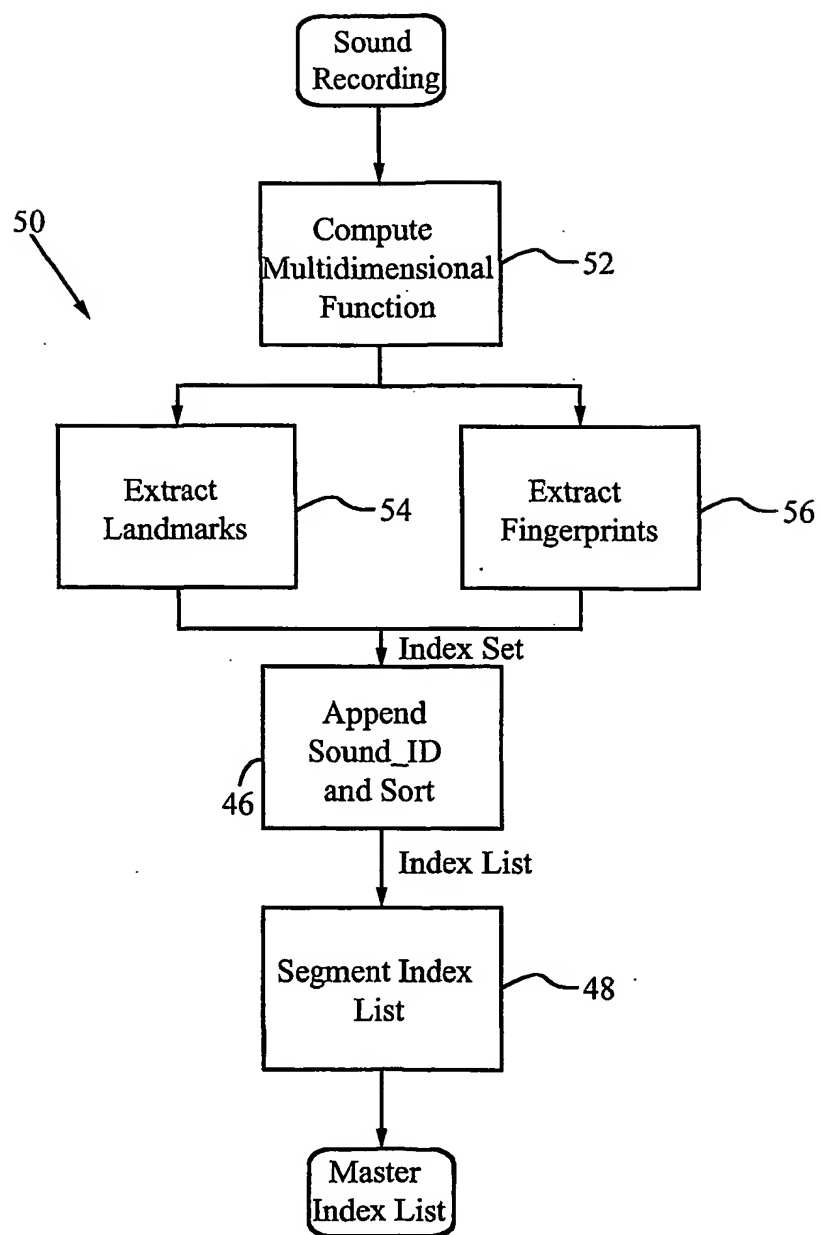 Sound
Recording
50
Compute
Multidimensional
Function
52
Extract
Landmarks
54
Extract
Fingerprints
56
Index Set
Append
Sound_ID
and Sort
46
Index List
Segment Index
List
48
Master
Index List